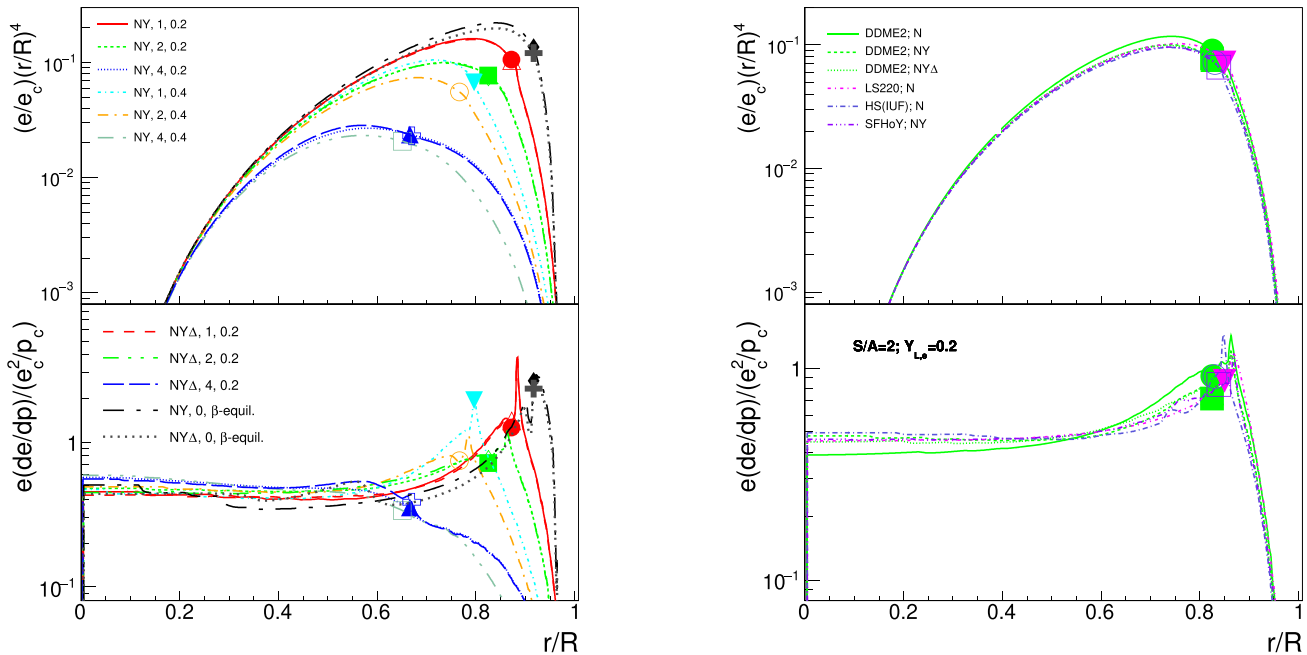 (e/e_c)(r/R)^4
10^−1
10^−2
10^−3
NY, 1, 0.2
NY, 2, 0.2
NY, 4, 0.2
NY, 1, 0.4
NY, 2, 0.4
NY, 4, 0.4
e(de/dp)/(e_c^2/p_c)
1
10^−1
NYΔ, 1, 0.2
NYΔ, 2, 0.2
NYΔ, 4, 0.2
NY, 0, β-equil.
NYΔ, 0, β-equil.
0 0.2 0.4 0.6 0.8 1
r/R
(e/e_c)(r/R)^4
10^−1
10^−2
10^−3
DDME2; N
DDME2; NY
DDME2; NYΔ
LS220; N
HS(IUF); N
SFHoY; NY
e(de/dp)/(e_c^2/p_c)
1
10^−1
S/A=2; Y_L,e=0.2
0 0.2 0.4 0.6 0.8 1
r/R